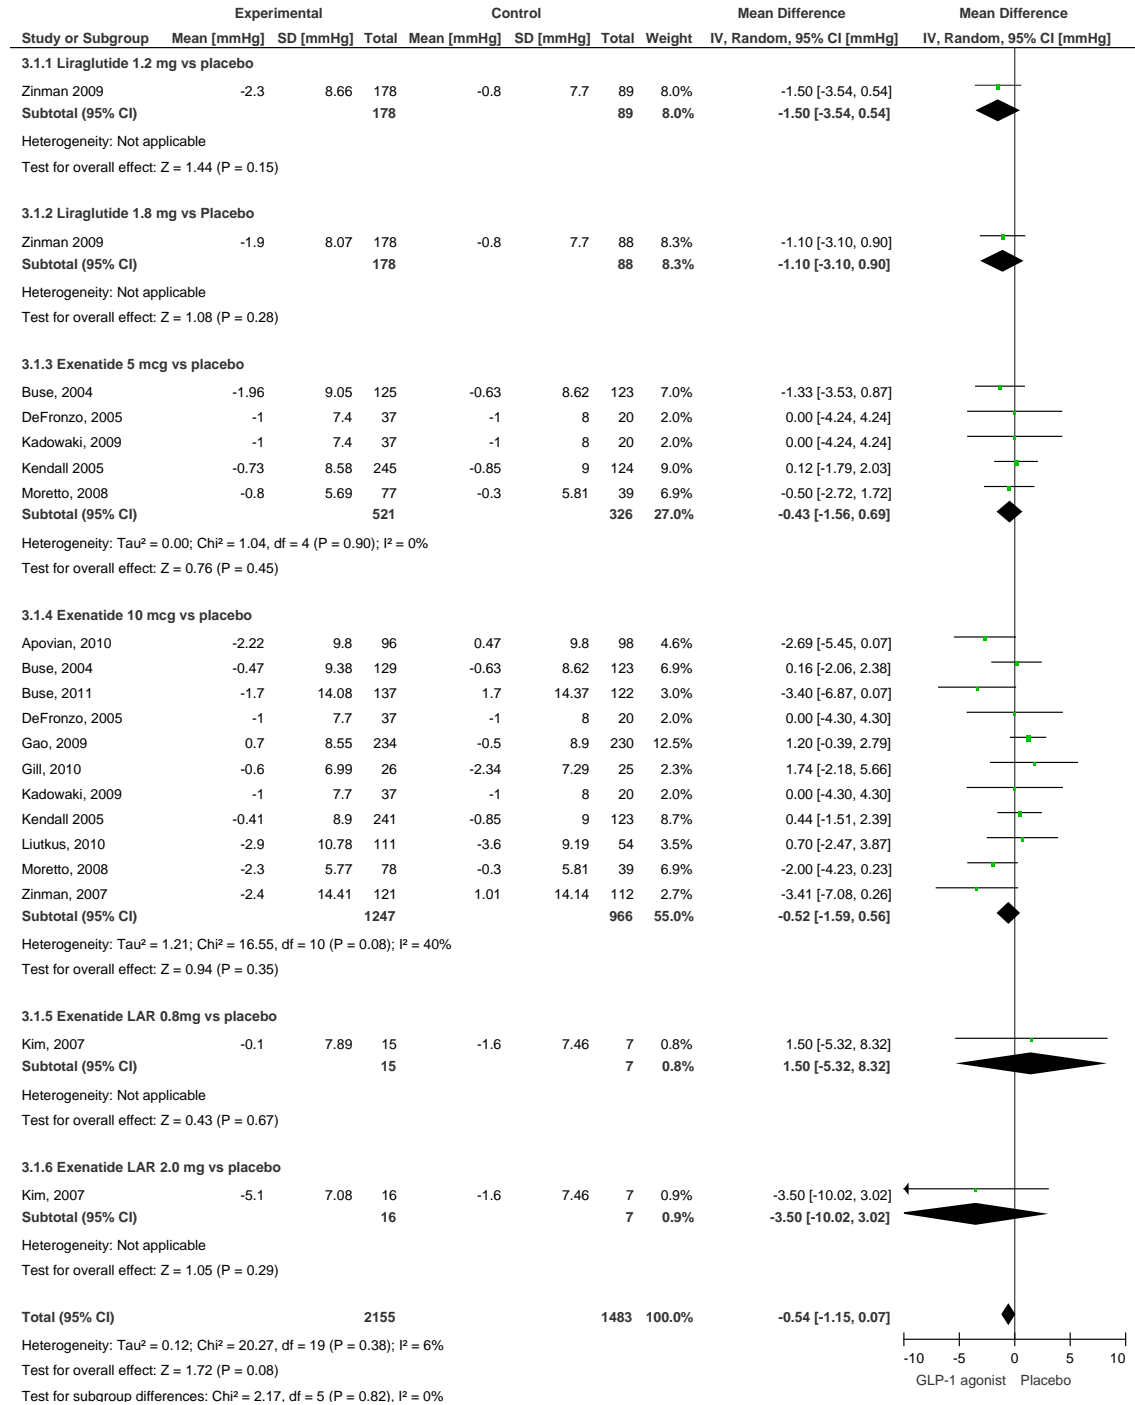 Experimental Control Mean Difference Mean Difference
Study or Subgroup Mean [mmHg] SD [mmHg] Total Mean [mmHg] SD [mmHg] Total Weight IV, Random, 95% CI [mmHg] IV, Random, 95% CI [mmHg]
3.1.1 Liraglutide 1.2 mg vs placebo
Zinman 2009 -2.3 8.66 178 -0.8 7.7 89 8.0% -1.50 [-3.54, 0.54]
Subtotal (95% CI) 178 89 8.0% -1.50 [-3.54, 0.54]
Heterogeneity: Not applicable
Test for overall effect: Z = 1.44 (P = 0.15)
3.1.2 Liraglutide 1.8 mg vs Placebo
Zinman 2009 -1.9 8.07 178 -0.8 7.7 88 8.3% -1.10 [-3.10, 0.90]
Subtotal (95% CI) 178 88 8.3% -1.10 [-3.10, 0.90]
Heterogeneity: Not applicable
Test for overall effect: Z = 1.08 (P = 0.28)
3.1.3 Exenatide 5 mcg vs placebo
Buse, 2004 -1.96 9.05 125 -0.63 8.62 123 7.0% -1.33 [-3.53, 0.87]
DeFronzo, 2005 -1 7.4 37 -1 8 20 2.0% 0.00 [-4.24, 4.24]
Kadowaki, 2009 -1 7.4 37 -1 8 20 2.0% 0.00 [-4.24, 4.24]
Kendall 2005 -0.73 8.58 245 -0.85 9 124 9.0% 0.12 [-1.79, 2.03]
Moretto, 2008 -0.8 5.69 77 -0.3 5.81 39 6.9% -0.50 [-2.72, 1.72]
Subtotal (95% CI) 521 326 27.0% -0.43 [-1.56, 0.69]
Heterogeneity: Tau² = 0.00; Chi² = 1.04, df = 4 (P = 0.90); I² = 0%
Test for overall effect: Z = 0.76 (P = 0.45)
3.1.4 Exenatide 10 mcg vs placebo
Apovian, 2010 -2.22 9.8 96 0.47 9.8 98 4.6% -2.69 [-5.45, 0.07]
Buse, 2004 -0.47 9.38 129 -0.63 8.62 123 6.9% 0.16 [-2.06, 2.38]
Buse, 2011 -1.7 14.08 137 1.7 14.37 122 3.0% -3.40 [-6.87, 0.07]
DeFronzo, 2005 -1 7.7 37 -1 8 20 2.0% 0.00 [-4.30, 4.30]
Gao, 2009 0.7 8.55 234 -0.5 8.9 230 12.5% 1.20 [-0.39, 2.79]
Gill, 2010 -0.6 6.99 26 -2.34 7.29 25 2.3% 1.74 [-2.18, 5.66]
Kadowaki, 2009 -1 7.7 37 -1 8 20 2.0% 0.00 [-4.30, 4.30]
Kendall 2005 -0.41 8.9 241 -0.85 9 123 8.7% 0.44 [-1.51, 2.39]
Liutkus, 2010 -2.9 10.78 111 -3.6 9.19 54 3.5% 0.70 [-2.47, 3.87]
Moretto, 2008 -2.3 5.77 78 -0.3 5.81 39 6.9% -2.00 [-4.23, 0.23]
Zinman, 2007 -2.4 14.41 121 1.01 14.14 112 2.7% -3.41 [-7.08, 0.26]
Subtotal (95% CI) 1247 966 55.0% -0.52 [-1.59, 0.56]
Heterogeneity: Tau² = 1.21; Chi² = 16.55, df = 10 (P = 0.08); I² = 40%
Test for overall effect: Z = 0.94 (P = 0.35)
3.1.5 Exenatide LAR 0.8mg vs placebo
Kim, 2007 -0.1 7.89 15 -1.6 7.46 7 0.8% 1.50 [-5.32, 8.32]
Subtotal (95% CI) 15 7 0.8% 1.50 [-5.32, 8.32]
Heterogeneity: Not applicable
Test for overall effect: Z = 0.43 (P = 0.67)
3.1.6 Exenatide LAR 2.0 mg vs placebo
Kim, 2007 -5.1 7.08 16 -1.6 7.46 7 0.9% -3.50 [-10.02, 3.02]
Subtotal (95% CI) 16 7 0.9% -3.50 [-10.02, 3.02]
Heterogeneity: Not applicable
Test for overall effect: Z = 1.05 (P = 0.29)
Total (95% CI) 2155 1483 100.0% -0.54 [-1.15, 0.07]
Heterogeneity: Tau² = 0.12; Chi² = 20.27, df = 19 (P = 0.38); I² = 6%
Test for overall effect: Z = 1.72 (P = 0.08)
Test for subgroup differences: Chi² = 2.17, df = 5 (P = 0.82), I² = 0%
-10 -5 0 5 10
GLP-1 agonist Placebo